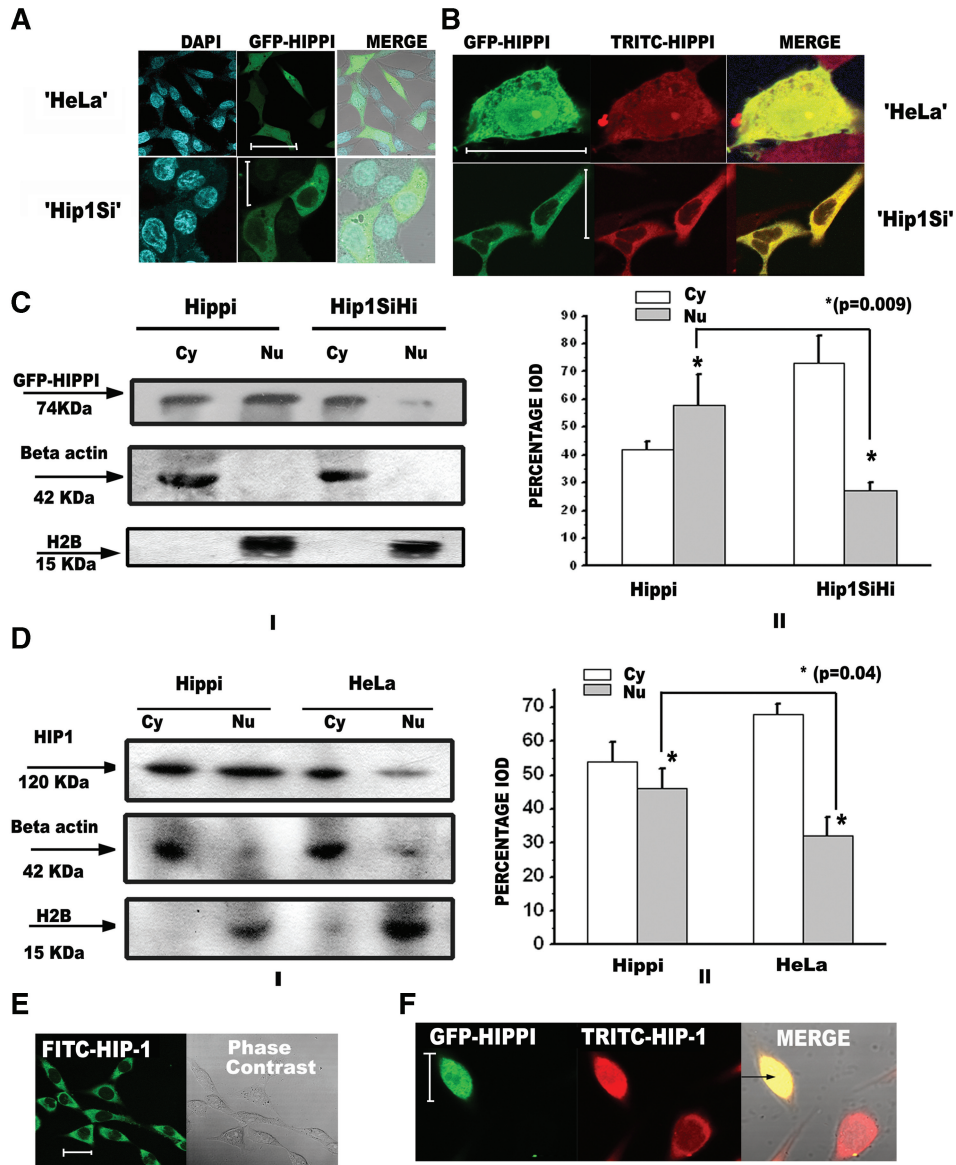 A
DAPI GFP-HIPPI MERGE
'HeLa'
'Hip1Si'
B
GFP-HIPPI TRITC-HIPPI MERGE
'HeLa'
'Hip1Si'
C
Hippi Hip1SiHi
Cy Nu Cy Nu
GFP-HIPPI
74KDa
Beta actin
42 KDa
H2B
15 KDa
I
Cy
Nu
*(p=0.009)
PERCENTAGE IOD
90
80
70
60
50
40
30
20
10
0
* *
Hippi Hip1SiHi
II
D
Hippi HeLa
Cy Nu Cy Nu
HIP1
120 KDa
Beta actin
42 KDa
H2B
15 KDa
I
Cy
Nu
* (p=0.04)
PERCENTAGE IOD
70
60
50
40
30
20
10
0
* *
Hippi HeLa
II
E
FITC-HIP-1 Phase
Contrast
F
GFP-HIPPI TRITC-HIP-1 MERGE